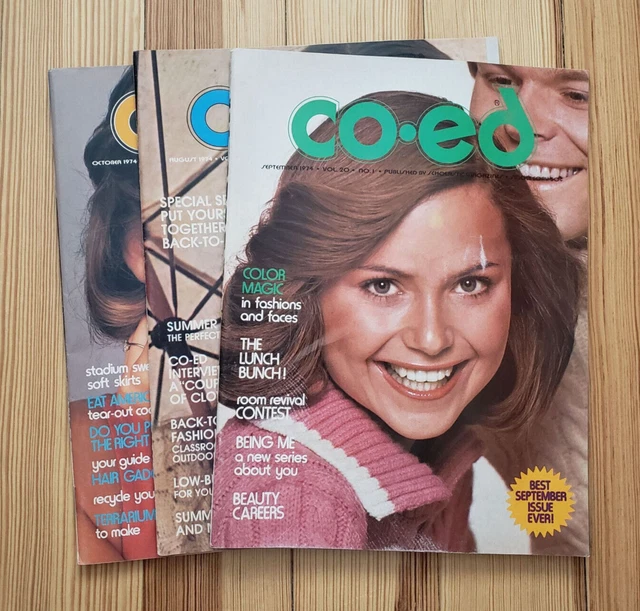 co·ed
SEPTEMBER 1974 • VOL. 20 • NO. 1 • PUBLISHED BY
COLOR
MAGIC
in fashions
and faces
THE
LUNCH
BUNCH!
room revival
CONTEST
BEING ME
a new series
about you
BEAUTY
CAREERS
BEST
SEPTEMBER
ISSUE
EVER!
c
AUGUST 1974 •
SPECIAL
PUT YOUR
TOGETHER
BACK-TO-
SUMMER
THE PERFECT
CO-ED
INTERVIE
A "COUP
OF CLO
BACK-TO
FASHIO
CLASSRO
OUTDOO
LOW-
FOR YOU
SUMM
AND
c
OCTOBER 1974
stadium swe
soft skirts
EAT AMERIC
tear-out coo
DO YOU P
THE RIGHT
your guide
HAIR GAD
recycle you
TERRARIUM
to make